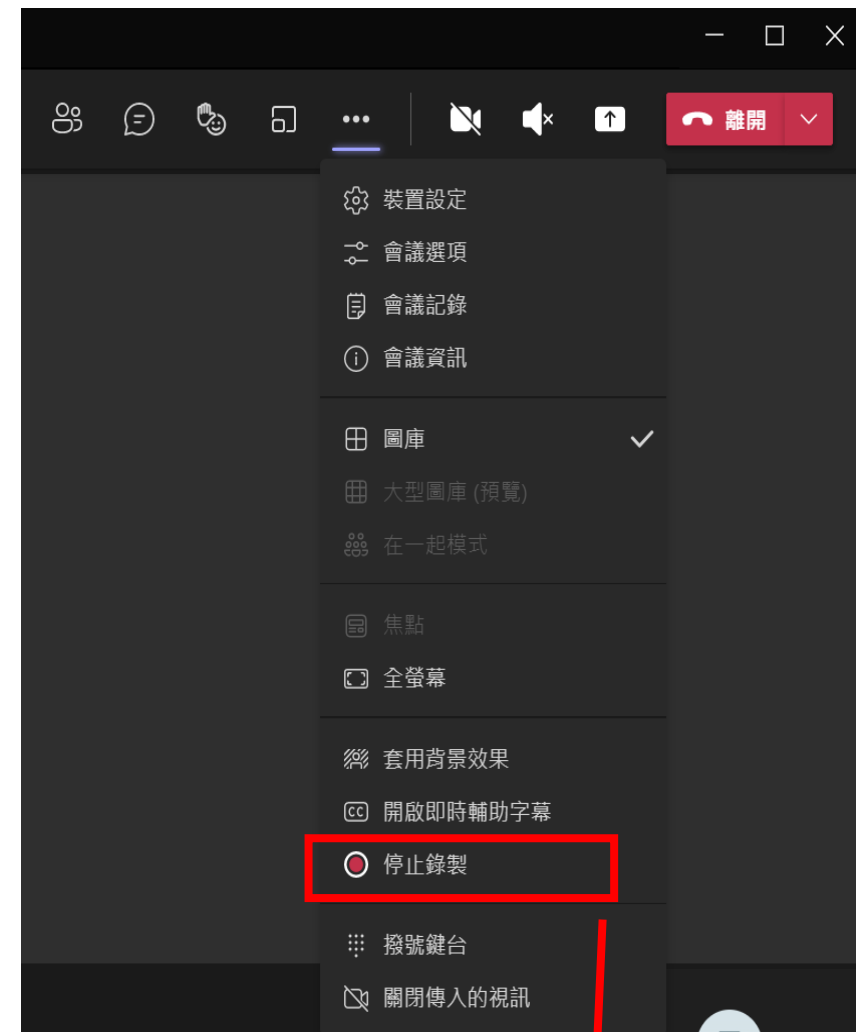 離開
裝置設定
會議選項
會議記錄
會議資訊
圖庫
大型圖庫 (預覽)
在一起模式
焦點
全螢幕
套用背景效果
CC 開啟即時輔助字幕
停止錄製
撥號鍵台
關閉傳入的視訊